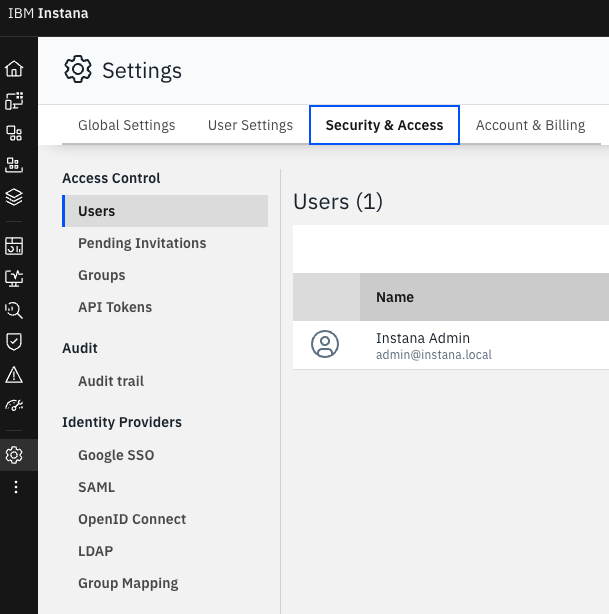 IBM Instana
Settings
Global Settings
User Settings
Security & Access
Account & Billing
Access Control
Users
Pending Invitations
Groups
API Tokens
Audit
Audit trail
Identity Providers
Google SSO
SAML
OpenID Connect
LDAP
Group Mapping
Users (1)
Name
Instana Admin
admin@instana.local